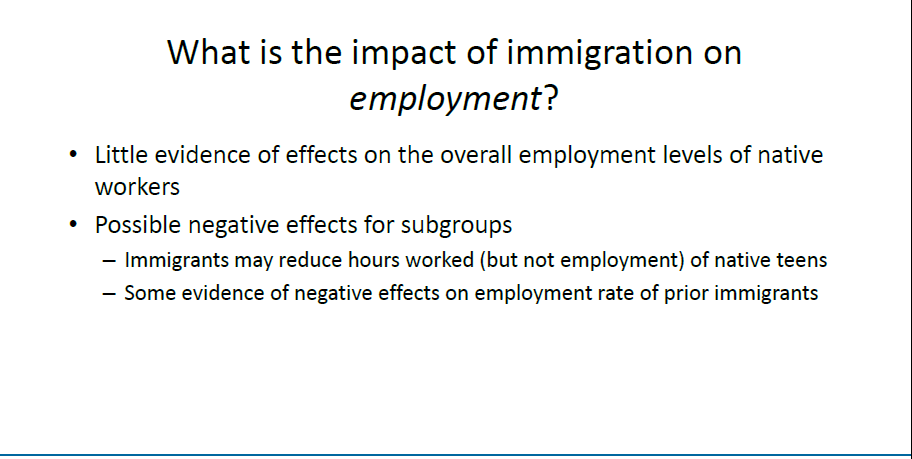 What is the impact of immigration on
employment?
• Little evidence of effects on the overall employment levels of native
workers
• Possible negative effects for subgroups
– Immigrants may reduce hours worked (but not employment) of native teens
– Some evidence of negative effects on employment rate of prior immigrants